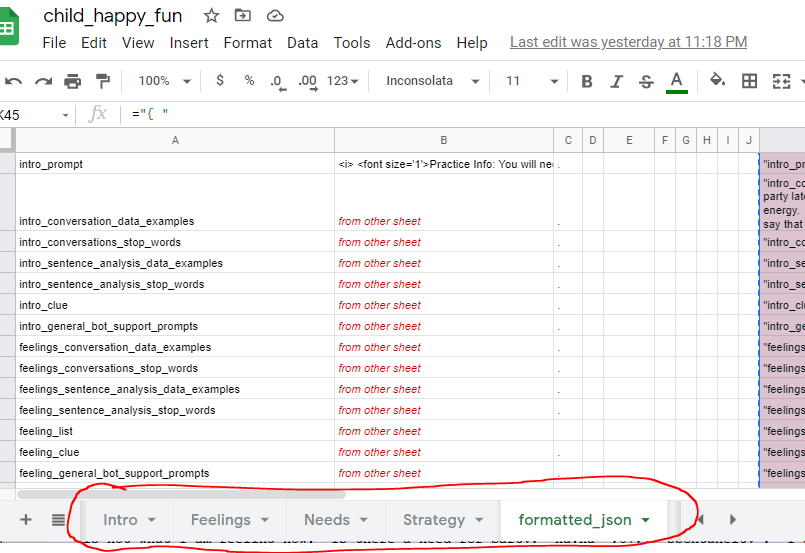 child_happy_fun
File Edit View Insert Format Data Tools Add-ons Help Last edit was yesterday at 11:18 PM
100% $ % .0 .00 123 Inconsolata 11 B I S A
K45 fx ="{ "
A B C D E F G H I J
intro_prompt <i> <font size='1'>Practice Info: You will nee . "intro_pr
"intro_co
party late
energy.
say that
intro_conversation_data_examples from other sheet .
intro_conversations_stop_words from other sheet . "intro_co
intro_sentence_analysis_data_examples from other sheet . "intro_se
intro_sentence_analysis_stop_words from other sheet . "intro_se
intro_clue from other sheet . "intro_clu
intro_general_bot_support_prompts from other sheet . "intro_ge
feelings_conversation_data_examples from other sheet . "feelings
feelings_conversations_stop_words from other sheet . "feelings
feelings_sentence_analysis_data_examples from other sheet . "feelings
feeling_sentence_analysis_stop_words from other sheet . "feelings
feeling_list from other sheet "feelings
feeling_clue from other sheet "feelings
feeling_general_bot_support_prompts from other sheet . "feelings
+ Intro Feelings Needs Strategy formatted_json